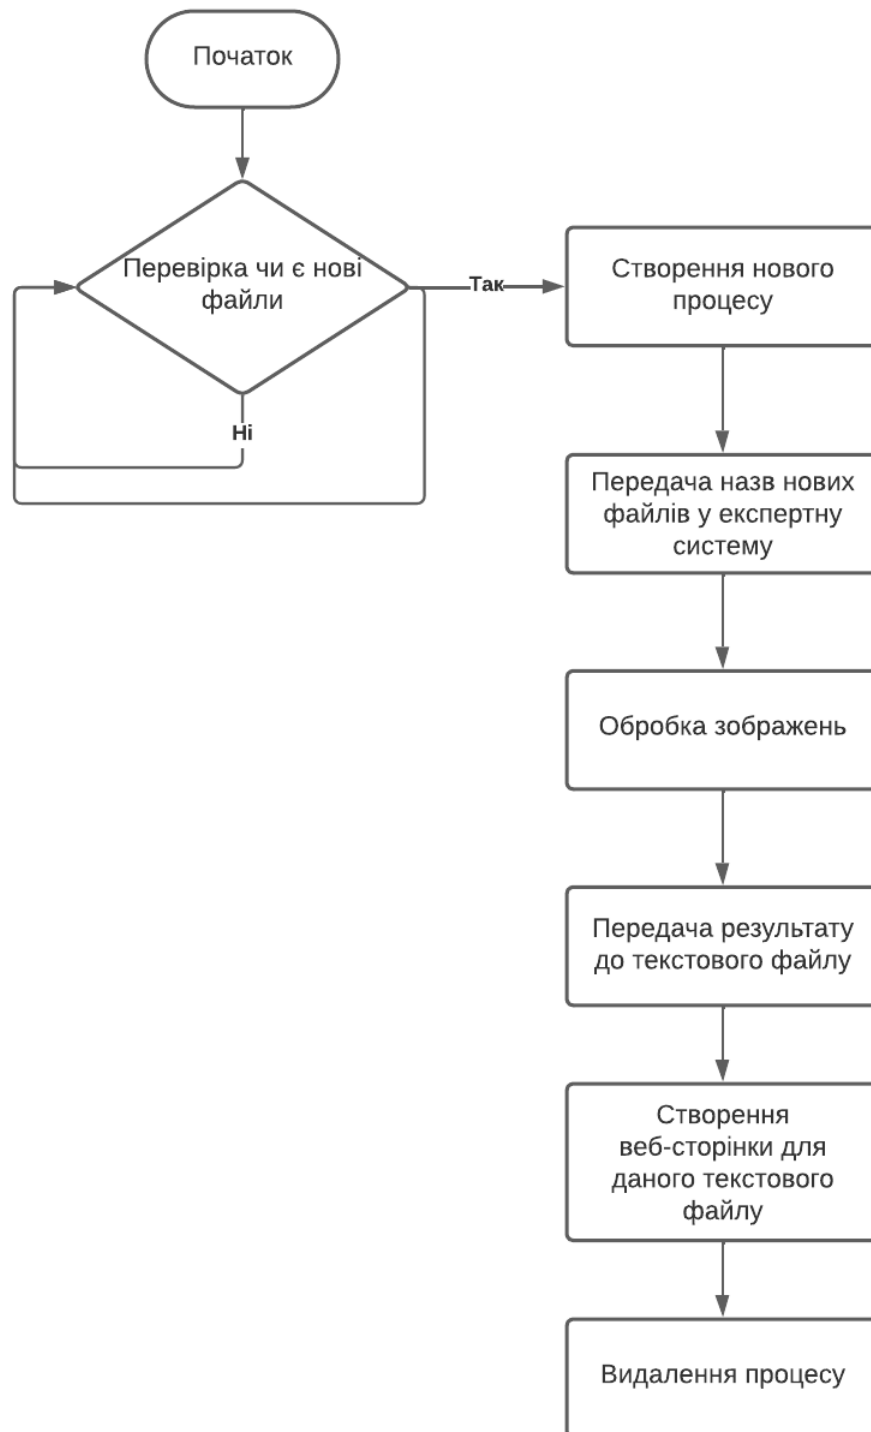 Початок
Перевірка чи є нові
файли
Так
Ні
Створення нового
процесу
Передача назв нових
файлів у експертну
систему
Обробка зображень
Передача результату
до текстового файлу
Створення
веб-сторінки для
даного текстового
файлу
Видалення процесу